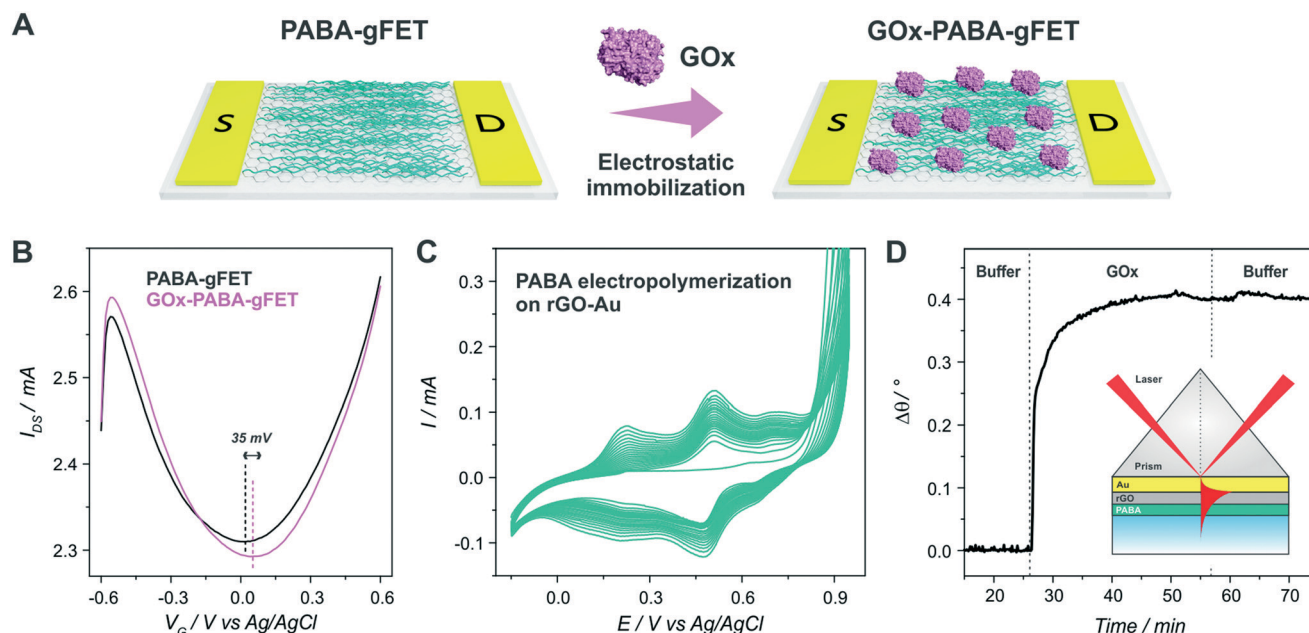 A
PABA-gFET
GOx
GOx-PABA-gFET
S
D
S
D
Electrostatic
immobilization
B
PABA-gFET
GOx-PABA-gFET
35 mV
2.6
2.5
2.4
2.3
I_DS / mA
-0.6
-0.3
0.0
0.3
0.6
V_G / V vs Ag/AgCl
C
PABA electropolymerization
on rGO-Au
0.3
0.2
0.1
0.0
-0.1
I / mA
0.0
0.3
0.6
0.9
E / V vs Ag/AgCl
D
Buffer
GOx
Buffer
0.4
0.3
0.2
0.1
0.0
Δθ / °
Laser
Prism
Au
rGO
PABA
20
30
40
50
60
70
Time / min